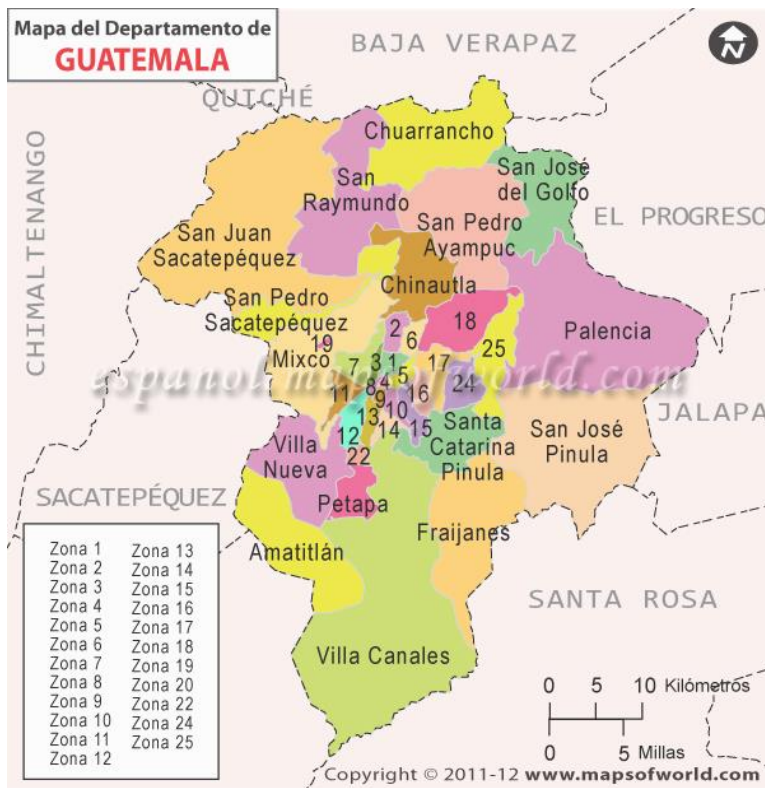 Mapa del Departamento de
GUATEMALA
BAJA VERAPAZ
N
QUICHÉ
CHIMALTENANGO
Chuarrancho
San José
del Golfo
San
Raymundo
EL PROGRESO
San Pedro
Ayampuc
San Juan
Sacatepéquez
Chinautla
San Pedro
Sacatepéquez
2
6
18
Palencia
19
25
Mixco
7
3
1
17
espanol.mapsofworld.com
8
4
5
16
24
11
9
10
JALAPA
13
12
14
15
Santa
Catarina
Pinula
San José
Pinula
Villa
Nueva
22
SACATEPÉQUEZ
Petapa
Fraijanes
Amatitlán
SANTA ROSA
Villa Canales
Zona 1
Zona 2
Zona 3
Zona 4
Zona 5
Zona 6
Zona 7
Zona 8
Zona 9
Zona 10
Zona 11
Zona 12
Zona 13
Zona 14
Zona 15
Zona 16
Zona 17
Zona 18
Zona 19
Zona 20
Zona 22
Zona 24
Zona 25
0 5 10 Kilómetros
0 5 Millas
Copyright © 2011-12 www.mapsofworld.com